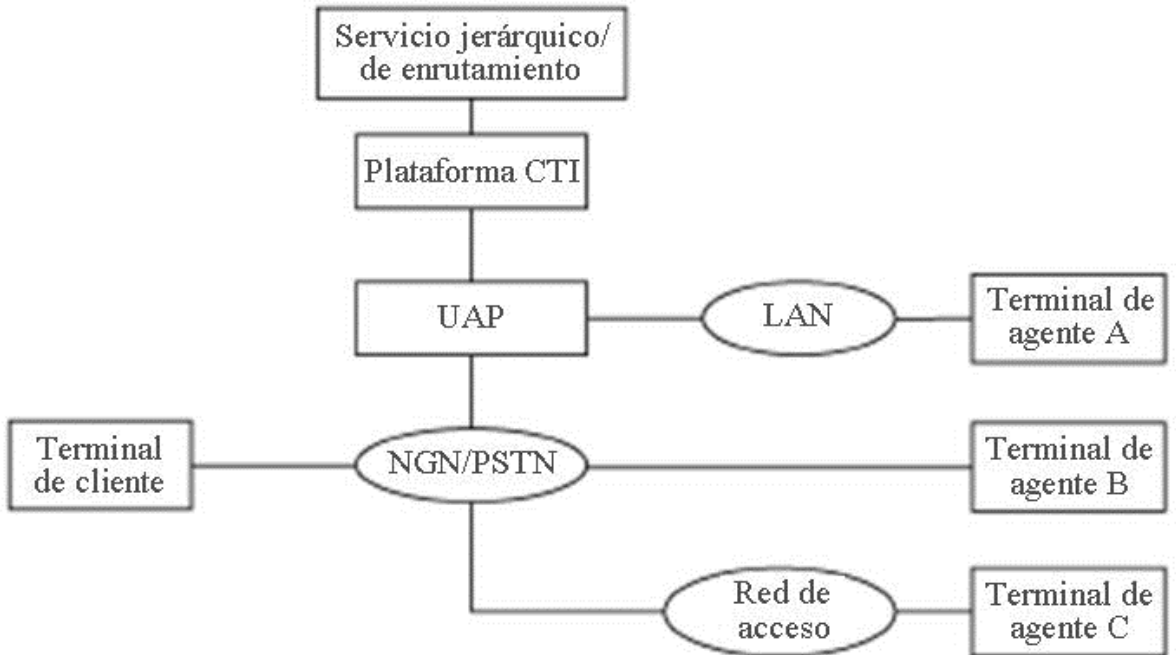 Servicio jerárquico/
de enrutamiento
Plataforma CTI
UAP
LAN
Terminal de
agente A
Terminal
de cliente
NGN/PSTN
Terminal de
agente B
Red de
acceso
Terminal de
agente C